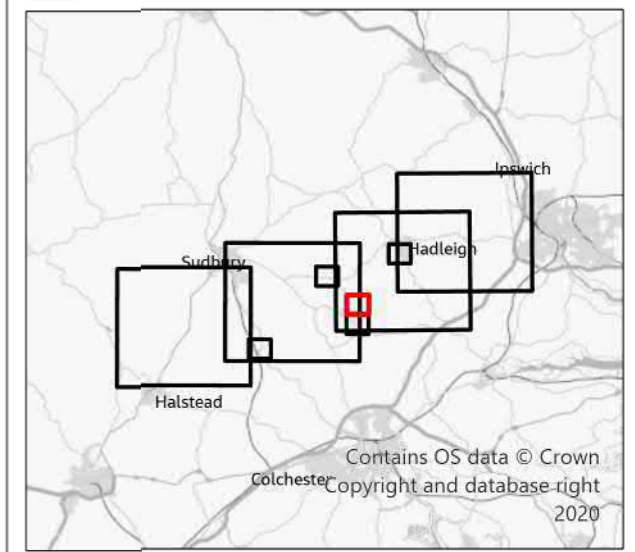 Ipswich
Hadleigh
Sudbury
Halstead
Colchester
Contains OS data © Crown
Copyright and database right
2020